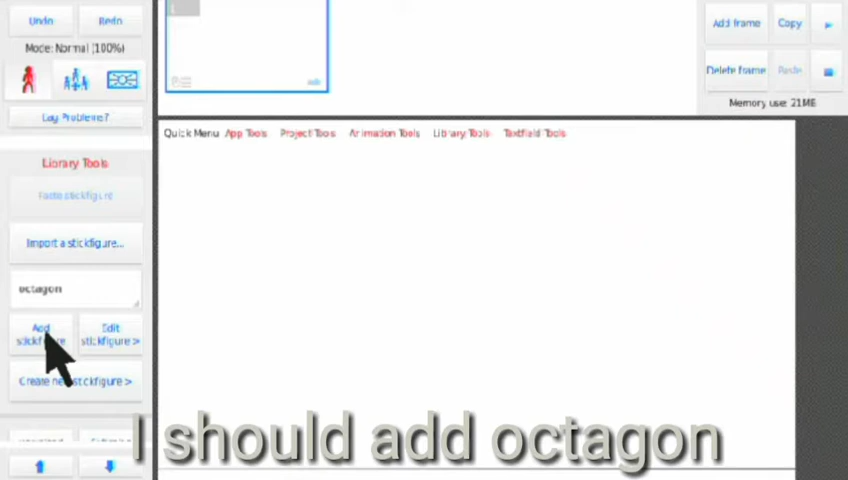 Undo Redo
Mode: Normal (100%)
Lag Problems?
Library Tools
Paste stickfigure
Import a stickfigure...
octagon
Add stickfigure
Edit stickfigure >
Create new stickfigure >
1
Add frame Copy
Delete frame Paste
Memory use: 21MB
Quick Menu App Tools Project Tools Animation Tools Library Tools Textfield Tools
I should add octagon